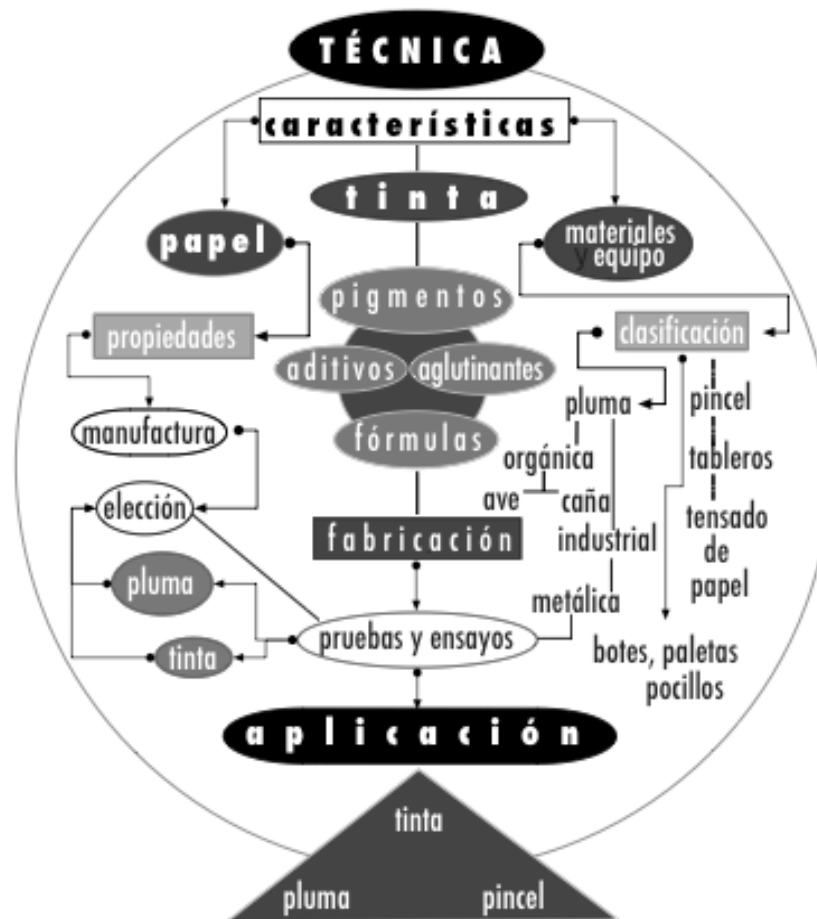 TÉCNICA
características
tinta
papel
materiales
y equipo
pigmentos
propiedades
clasificación
aditivos
aglutinantes
pluma
pincel
manufactura
fórmulas
orgánica
tableros
ave
caña
elección
tensado
de
papel
fabricación
industrial
pluma
metálica
pruebas y ensayos
tinta
botes, paletas
pocillos
aplicación
tinta
pluma
pincel